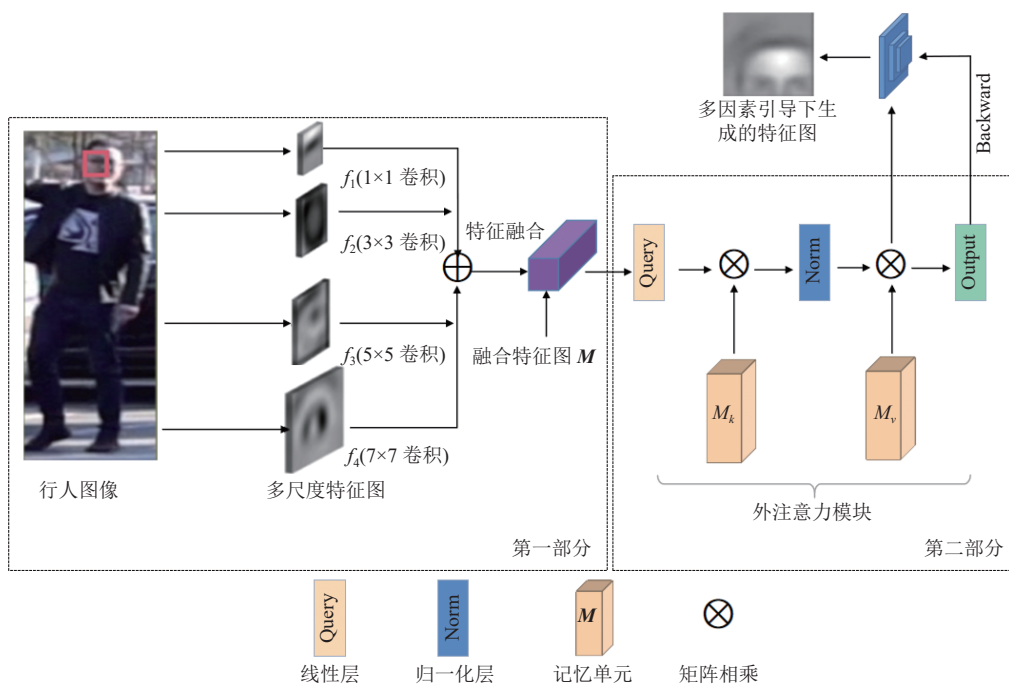 多因素引导下生
成的特征图
Backward
f₁(1×1 卷积)
f₂(3×3 卷积)
特征融合
f₃(5×5 卷积)
融合特征图 M
f₄(7×7 卷积)
行人图像
多尺度特征图
第一部分
Query
Norm
Output
Mₖ
Mᵥ
外注意力模块
第二部分
Query
Norm
M
线性层
归一化层
记忆单元
矩阵相乘